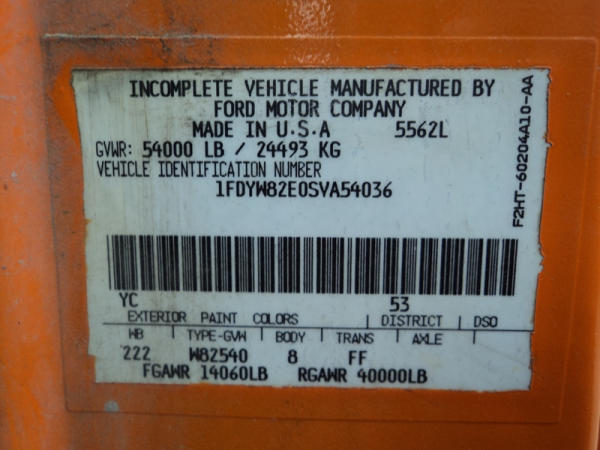 INCOMPLETE VEHICLE MANUFACTURED BY
FORD MOTOR COMPANY
MADE IN U.S.A 5562L
GVWR: 54000 LB / 24493 KG
VEHICLE IDENTIFICATION NUMBER
1FDYW82E0SVA54036
YC 53
EXTERIOR PAINT COLORS | DISTRICT | DSO
WB | TYPE-GVW | BODY | TRANS | AXLE
222 W82540 8 FF
FGAWR 14060LB RGAWR 40000LB
F2HT-60204A10-AA